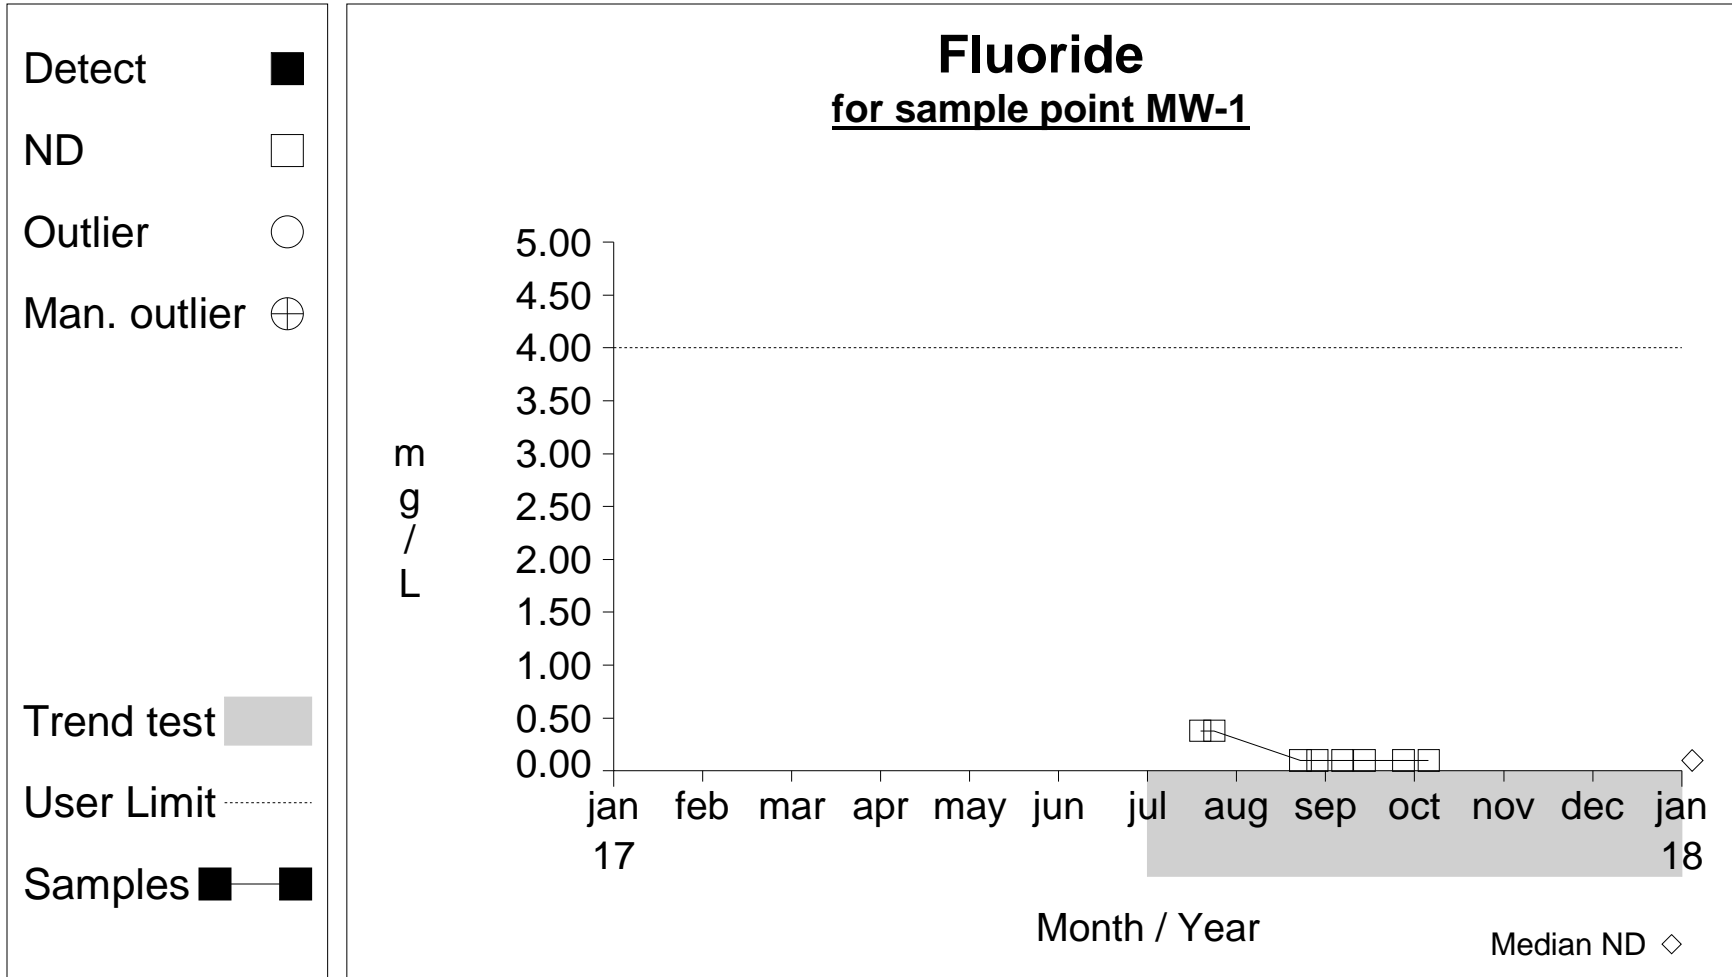 Detect
ND
Outlier
Man. outlier
Trend test
User Limit
Samples
Fluoride
for sample point MW-1
m
g
/
L
5.00
4.50
4.00
3.50
3.00
2.50
2.00
1.50
1.00
0.50
0.00
jan feb mar apr may jun jul aug sep oct nov dec jan
17 18
Month / Year
Median ND